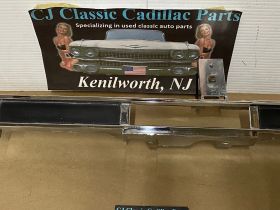 CJ Classic Cadillac Parts
Specializing in used classic auto parts
Kenilworth, NJ